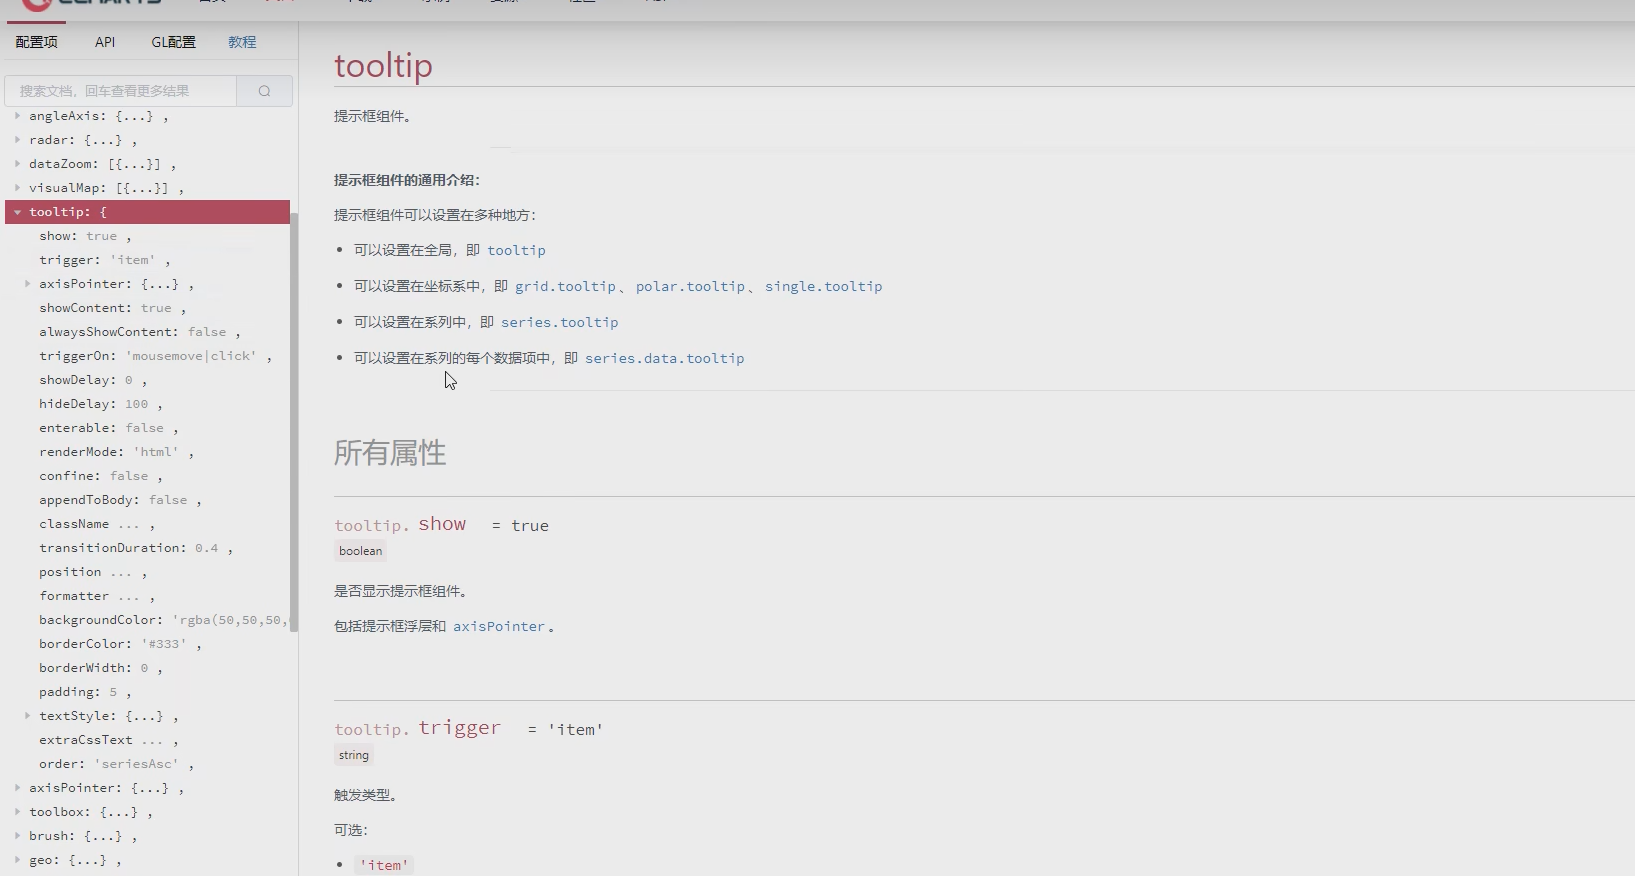 配置项 API GL配置 教程
搜索文档，回车查看更多结果
angleAxis: {...} ,
radar: {...} ,
dataZoom: [{...}] ,
visualMap: [{...}] ,
tooltip: {
show: true ,
trigger: 'item' ,
axisPointer: {...} ,
showContent: true ,
alwaysShowContent: false ,
triggerOn: 'mousemove|click' ,
showDelay: 0 ,
hideDelay: 100 ,
enterable: false ,
renderMode: 'html' ,
confine: false ,
appendToBody: false ,
className ... ,
transitionDuration: 0.4 ,
position ... ,
formatter ... ,
backgroundColor: 'rgba(50,50,50,
borderColor: '#333' ,
borderWidth: 0 ,
padding: 5 ,
textStyle: {...} ,
extraCssText ... ,
order: 'seriesAsc' ,
axisPointer: {...} ,
toolbox: {...} ,
brush: {...} ,
geo: {...} ,
tooltip
提示框组件。
提示框组件的通用介绍：
提示框组件可以设置在多种地方：
• 可以设置在全局，即 tooltip
• 可以设置在坐标系中，即 grid.tooltip、polar.tooltip、single.tooltip
• 可以设置在系列中，即 series.tooltip
• 可以设置在系列的每个数据项中，即 series.data.tooltip
所有属性
tooltip. show = true
boolean
是否显示提示框组件。
包括提示框浮层和 axisPointer。
tooltip. trigger = 'item'
string
触发类型。
可选：
• 'item'